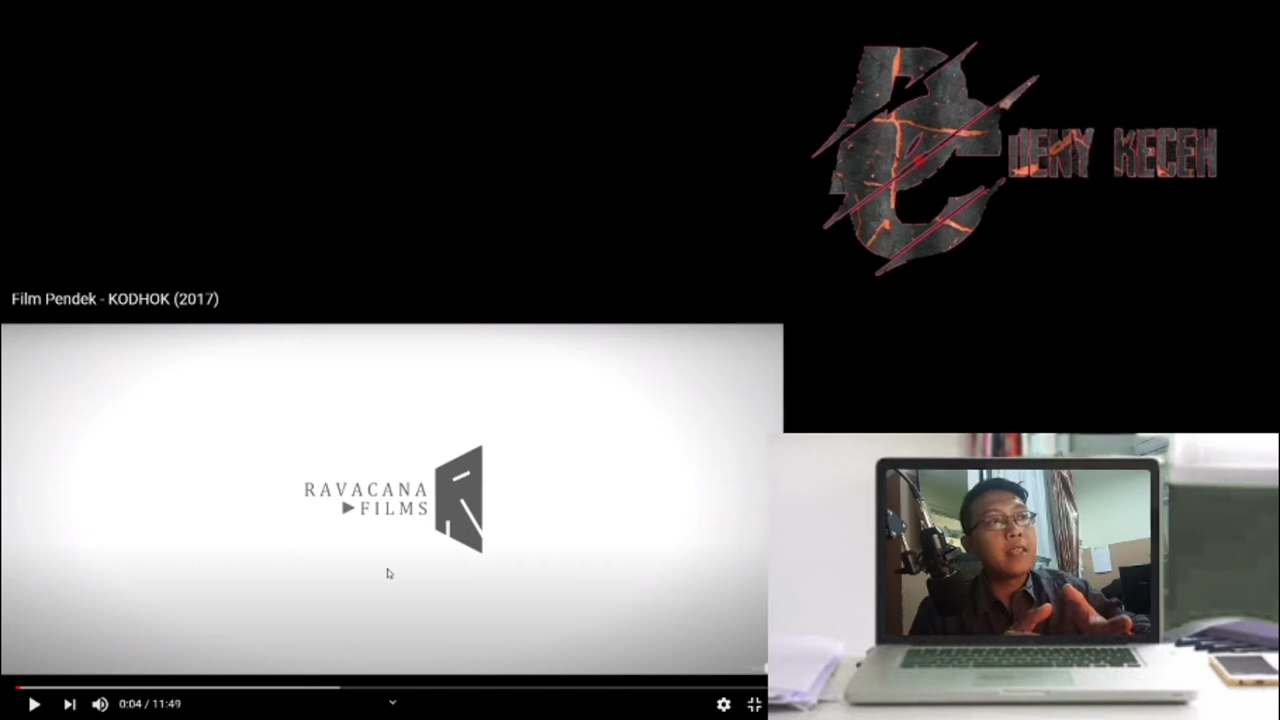 DENY KECEH
Film Pendek - KODHOK (2017)
RAVACANA
FILMS
0:04 / 11:49